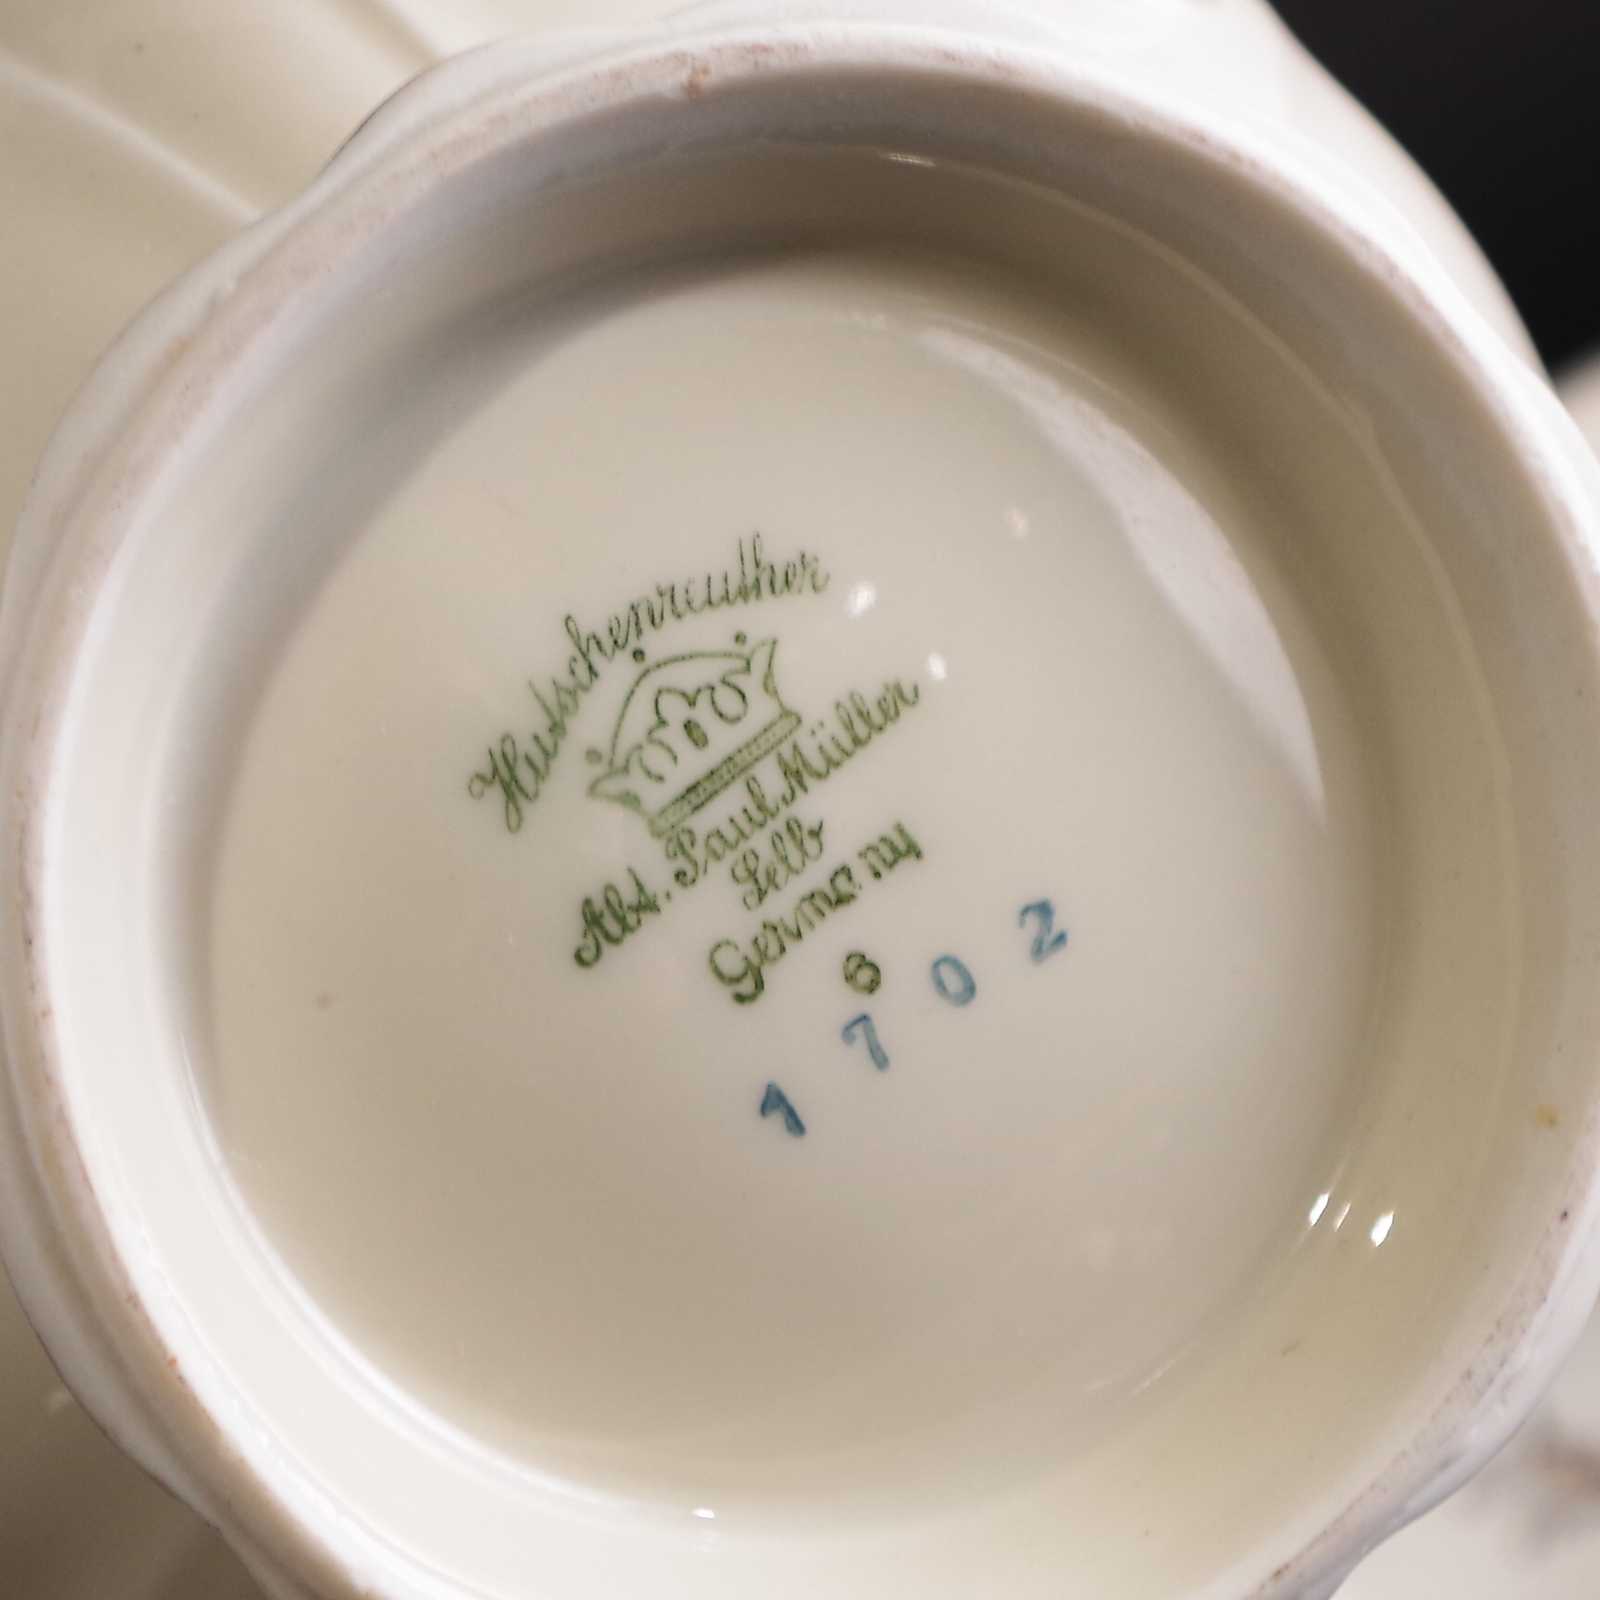 Hutschenreuther
Abt. Paul Müller
Selb
Germany
6
1702